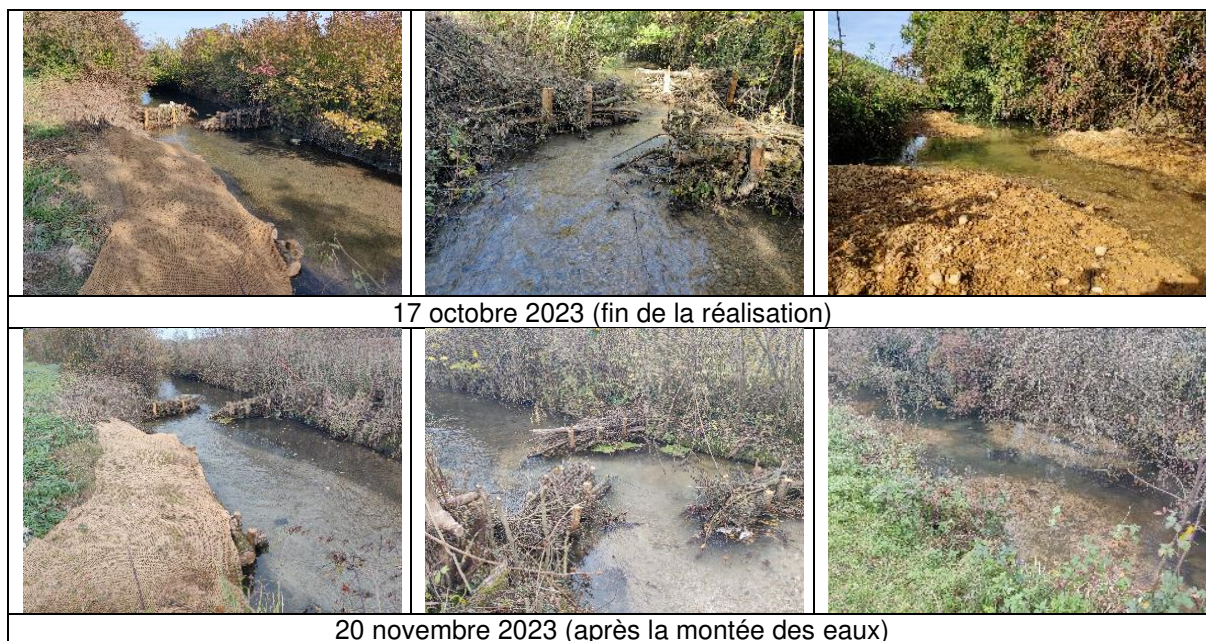 17 octobre 2023 (fin de la réalisation)
20 novembre 2023 (après la montée des eaux)